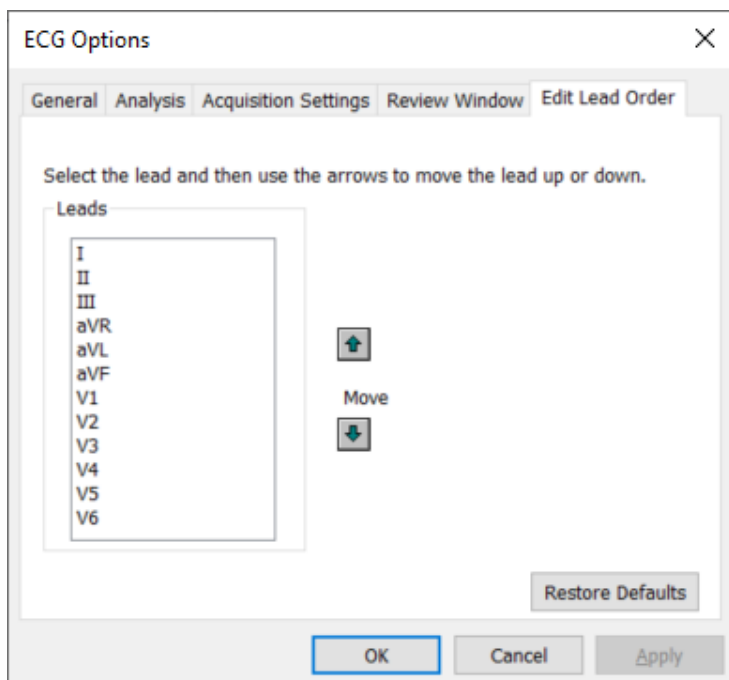 ECG Options
General Analysis Acquisition Settings Review Window Edit Lead Order
Select the lead and then use the arrows to move the lead up or down.
Leads
I
II
III
aVR
aVL
aVF
V1
V2
V3
V4
V5
V6
Move
Restore Defaults
OK Cancel Apply